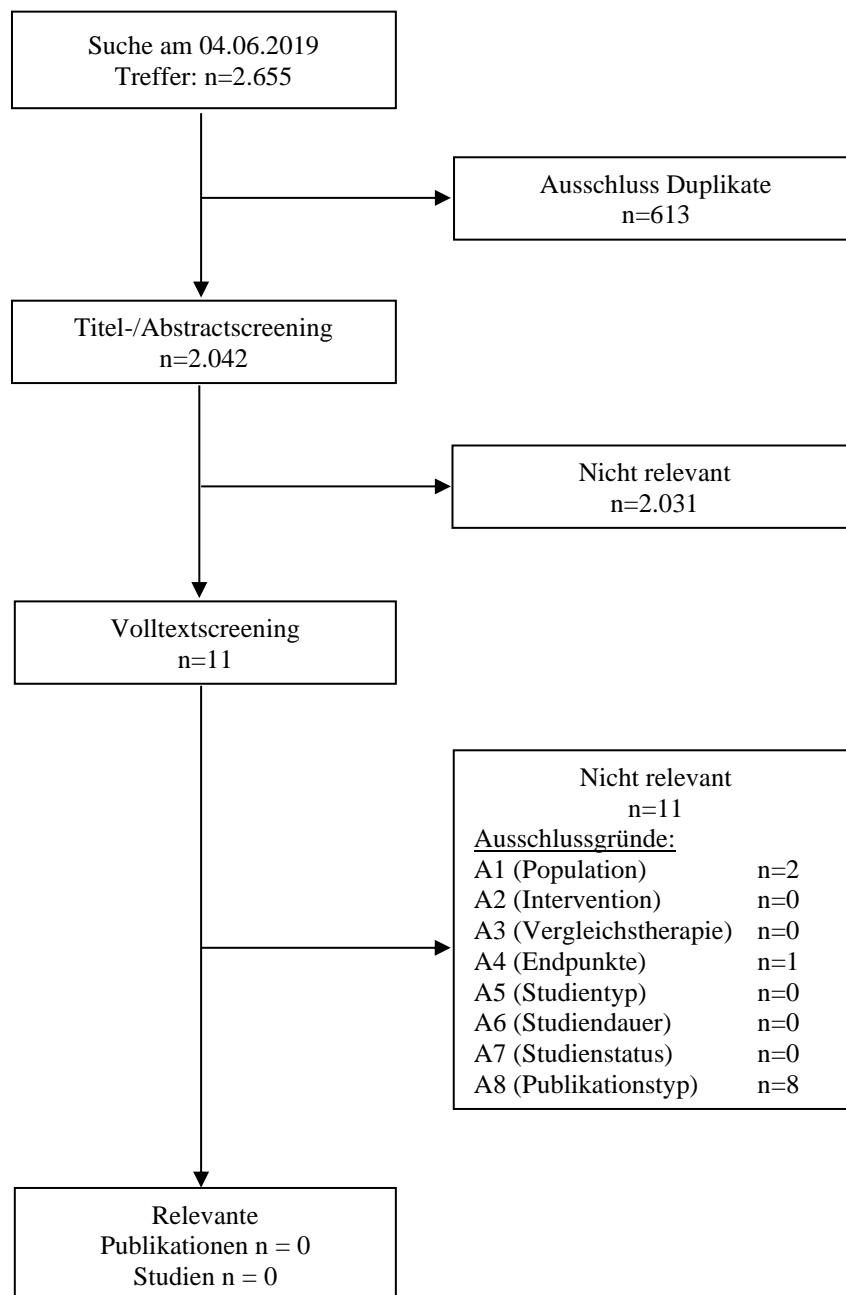 Suche am 04.06.2019
Treffer: n=2.655
Ausschluss Duplikate
n=613
Titel-/Abstractscreening
n=2.042
Nicht relevant
n=2.031
Volltextscreening
n=11
Nicht relevant
n=11
Ausschlussgründe:
A1 (Population) n=2
A2 (Intervention) n=0
A3 (Vergleichstherapie) n=0
A4 (Endpunkte) n=1
A5 (Studientyp) n=0
A6 (Studiendauer) n=0
A7 (Studienstatus) n=0
A8 (Publikationstyp) n=8
Relevante
Publikationen n = 0
Studien n = 0